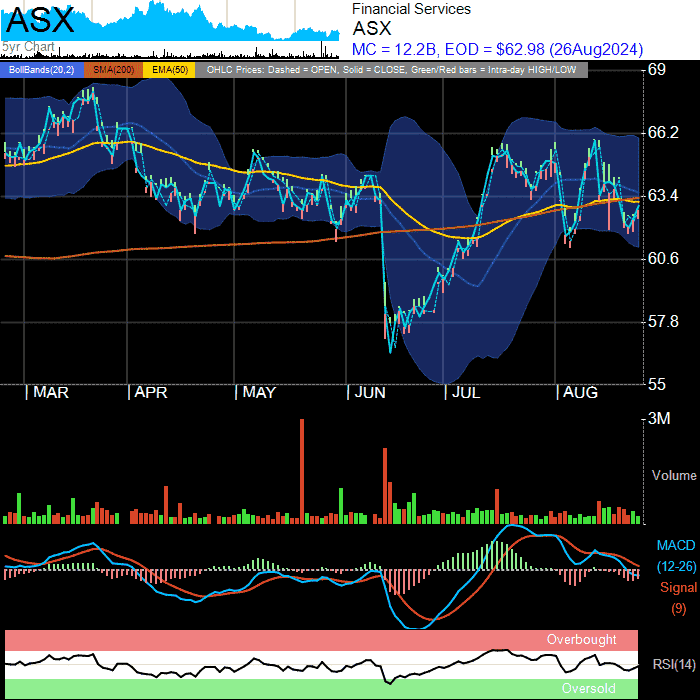 ASX
5yr Chart
Financial Services
ASX
MC = 12.2B, EOD = $62.98 (26Aug2024)
BollBands(20,2) SMA(200) EMA(50) OHLC Prices: Dashed = OPEN, Solid = CLOSE, Green/Red bars = Intra-day HIGH/LOW
69
66.2
63.4
60.6
57.8
55
MAR APR MAY JUN JUL AUG
3M
Volume
MACD
(12-26)
Signal
(9)
Overbought
RSI(14)
Oversold